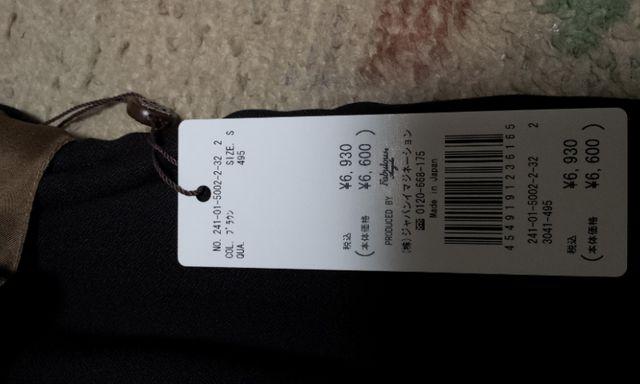 NO. 241-01-5002-2-32 2
COL. ブラウン SIZE. S
QUA. 495
税込 ¥6,930
(本体価格 ¥6,600)
PRODUCED BY Fabulous Style
(株)ジャパンイマジネーション
0120-668-175
Made in Japan
4549191236165
241-01-5002-2-32 2
3041-495
税込 ¥6,930
(本体価格 ¥6,600)